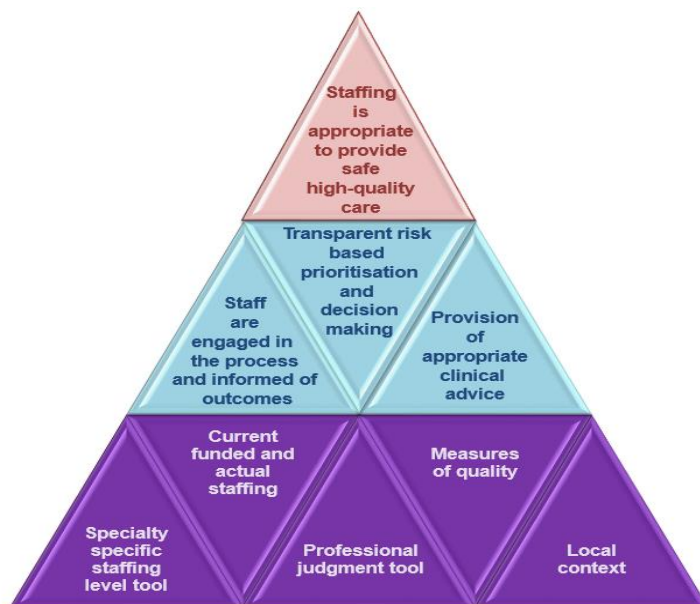 Staffing
is
appropriate
to provide
safe
high-quality
care
Transparent risk
based
prioritisation
and
decision
making
Staff
are
engaged in
the process
and informed of
outcomes
Provision
of
appropriate
clinical
advice
Current
funded and
actual
staffing
Measures
of quality
Specialty
specific
staffing
level tool
Professional
judgment tool
Local
context